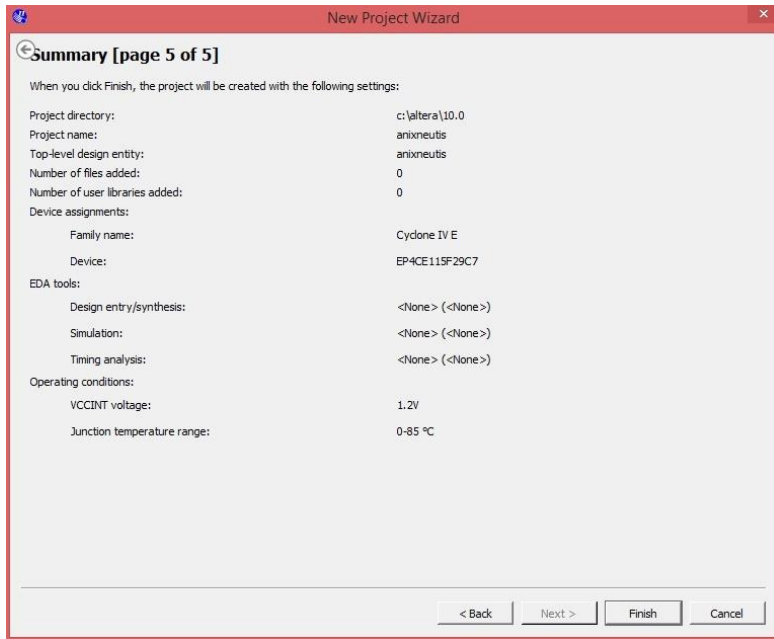 New Project Wizard
Summary [page 5 of 5]
When you click Finish, the project will be created with the following settings:
Project directory: c:\altera\10.0
Project name: anixneutis
Top-level design entity: anixneutis
Number of files added: 0
Number of user libraries added: 0
Device assignments:
Family name: Cyclone IV E
Device: EP4CE115F29C7
EDA tools:
Design entry/synthesis: <None> (<None>)
Simulation: <None> (<None>)
Timing analysis: <None> (<None>)
Operating conditions:
VCCINT voltage: 1.2V
Junction temperature range: 0-85 ºC
< Back Next > Finish Cancel